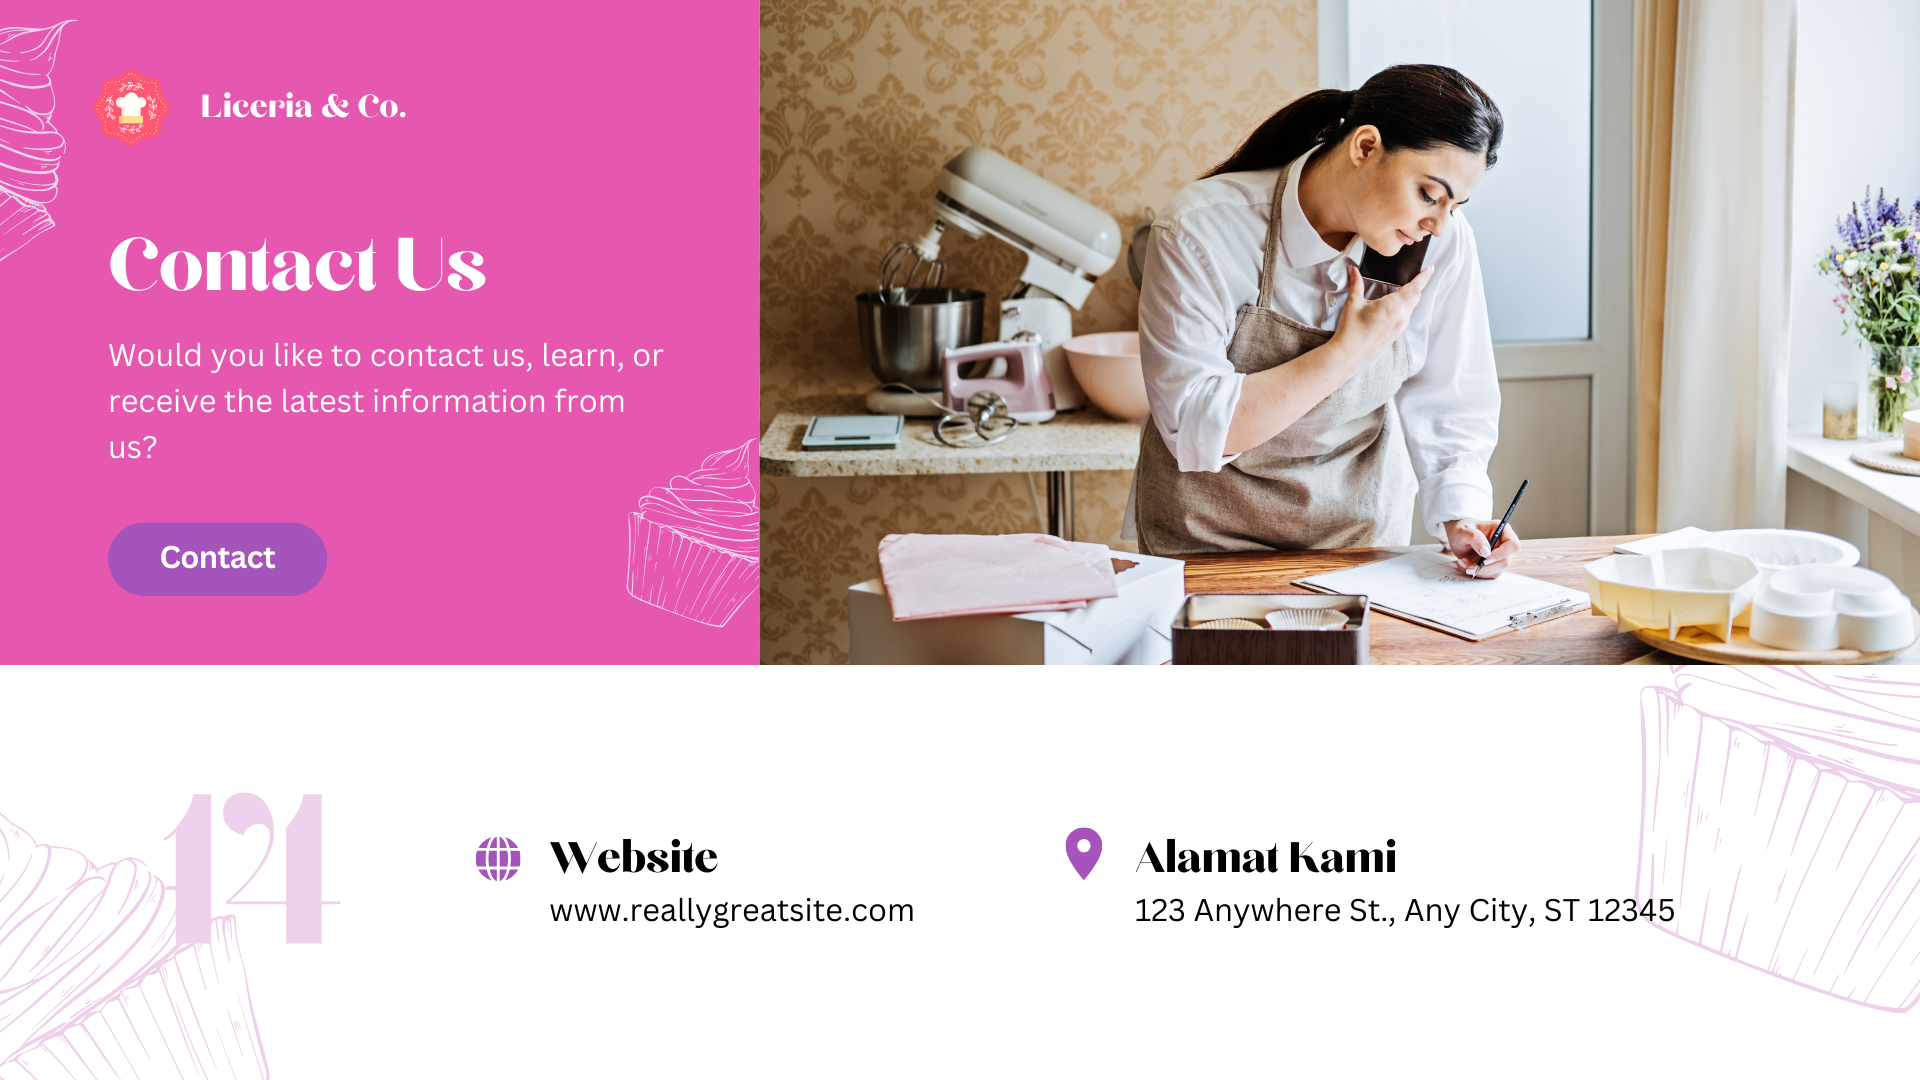 Liceria & Co.
Contact Us
Would you like to contact us, learn, or
receive the latest information from
us?
Contact
14
Website
www.reallygreatsite.com
Alamat Kami
123 Anywhere St., Any City, ST 12345